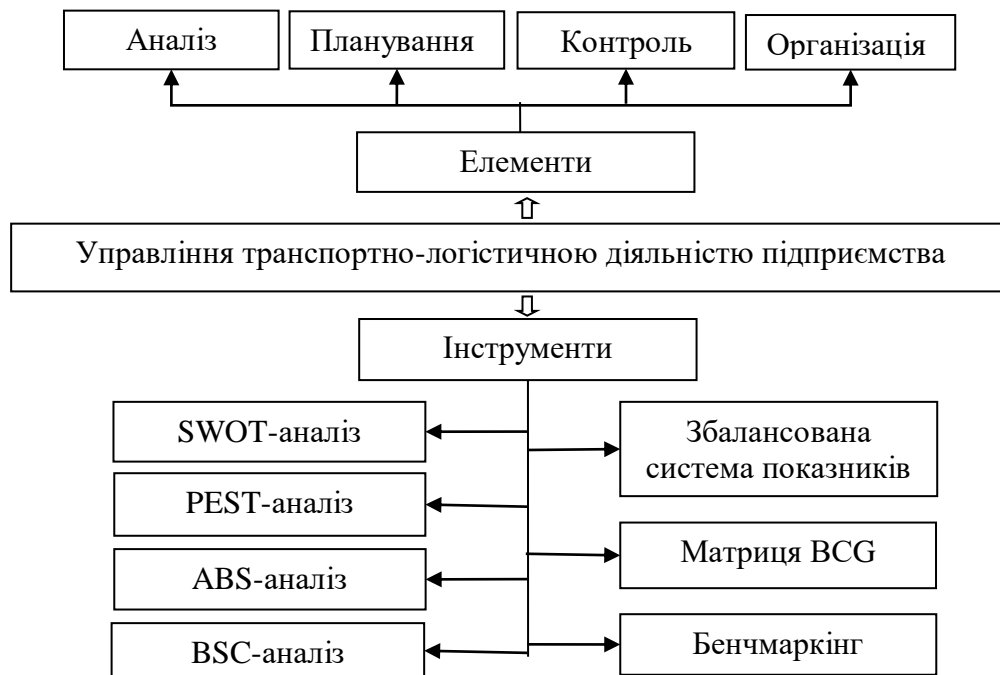 Аналіз
Планування
Контроль
Організація
Елементи
Управління транспортно-логістичною діяльністю підприємства
Інструменти
SWOT-аналіз
PEST-аналіз
ABS-аналіз
BSC-аналіз
Збалансована
система показників
Матриця BCG
Бенчмаркінг